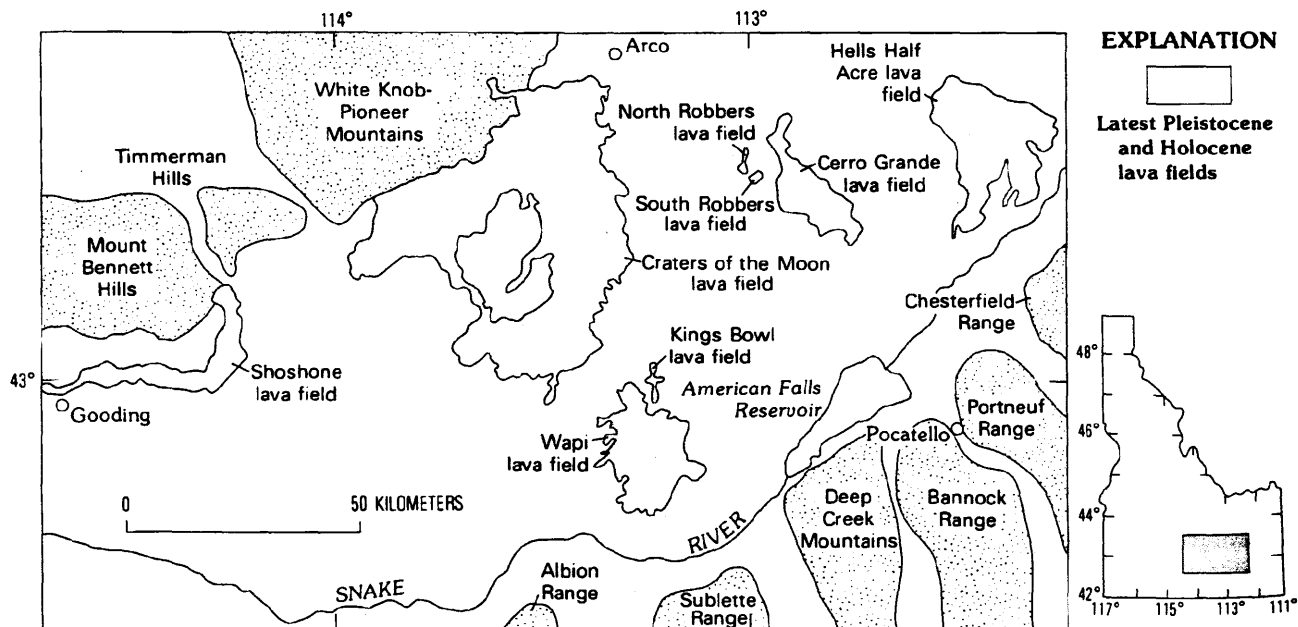 114°
113°
Arco
White Knob-
Pioneer
Mountains
Hells Half
Acre lava
field
North Robbers
lava field
Timmerman
Hills
Cerro Grande
lava field
South Robbers
lava field
Mount
Bennett
Hills
Craters of the Moon
lava field
Chesterfield
Range
Kings Bowl
lava field
Shoshone
lava field
American Falls
Reservoir
43°
Gooding
Portneuf
Range
Pocatello
Wapi
lava field
0 50 KILOMETERS
Deep
Creek
Mountains
Bannock
Range
SNAKE RIVER
Albion
Range
Sublette
Range
EXPLANATION
Latest Pleistocene
and Holocene
lava fields
48°
46°
44°
42°
117° 115° 113° 111°